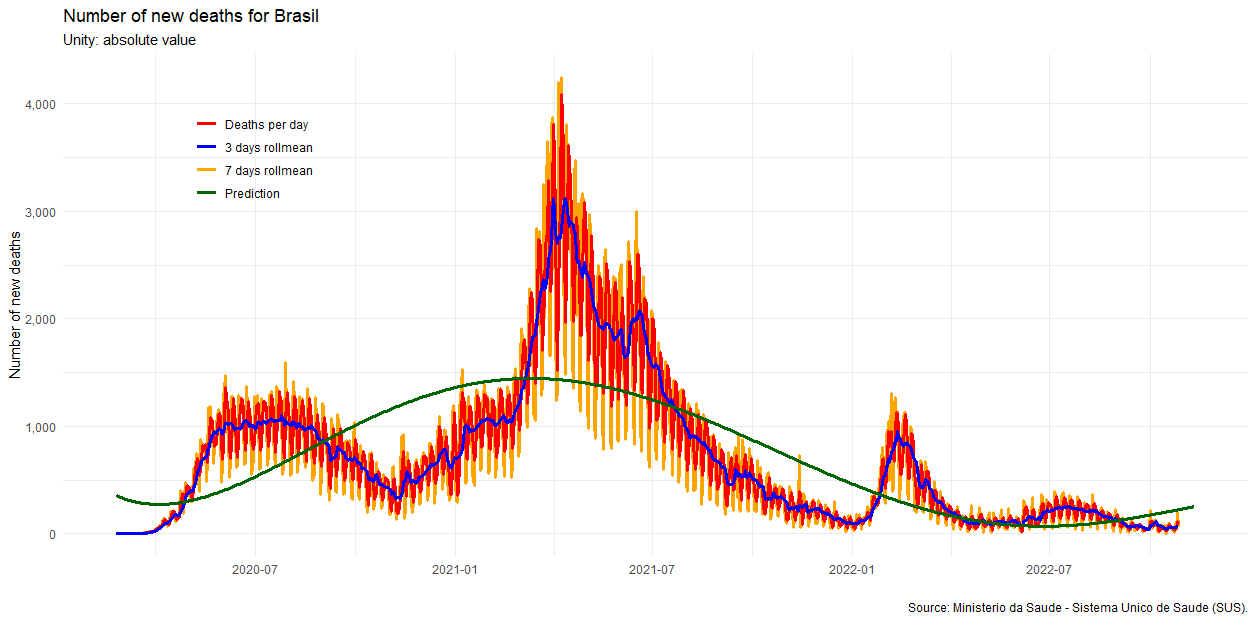 Number of new deaths for Brasil
Unity: absolute value
Number of new deaths
4,000
3,000
2,000
1,000
0
Deaths per day
3 days rollmean
7 days rollmean
Prediction
2020-07
2021-01
2021-07
2022-01
2022-07
Source: Ministerio da Saude - Sistema Unico de Saude (SUS).